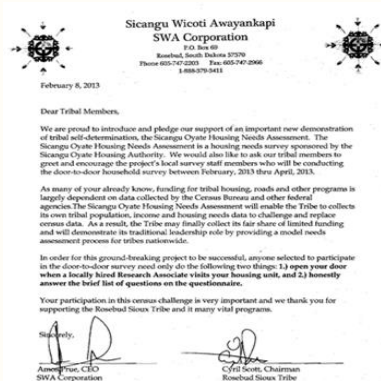 Sicangu Wicoti Awayankapi
SWA Corporation
P.O. Box 69
Rosebud, South Dakota 57570
Phone 605-747-2203 Fax: 605-747-2966
1-888-379-3411
February 8, 2013
Dear Tribal Members,
We are proud to introduce and pledge our support of an important new demonstration
of tribal self-determination, the Sicangu Oyate Housing Needs Assessment. The
Sicangu Oyate Housing Needs Assessment is a housing needs survey sponsored by the
Sicangu Oyate Housing Authority. We would also like to ask our tribal members to
greet and encourage the project's local survey staff members who will be conducting
the door-to-door household survey between February, 2013 thru April, 2013.
As many of your already know, funding for tribal housing, roads and other programs is
largely dependent on data collected by the Census Bureau and other federal
agencies.The Sicangu Oyate Housing Needs Assessment will enable the Tribe to collects
its own tribal population, income and housing needs data to challenge and replace
census data. As a result, the Tribe may finally collect its fair share of limited funding
and will demonstrate its traditional leadership role by providing a model needs
assessment process for tribes nationwide.
In order for this ground-breaking project to be successful, anyone selected to participate
in the door-to-door survey need only do the following two things: 1.) open your door
when a locally hired Research Associate visits your housing unit, and 2.) honestly
answer the brief list of questions on the questionnaire.
Your participation in this census challenge is very important and we thank you for
supporting the Rosebud Sioux Tribe and it many vital programs.
Sincerely,
Amos Prue, CEO
SWA Corporation
Cyril Scott, Chairman
Rosebud Sioux Tribe